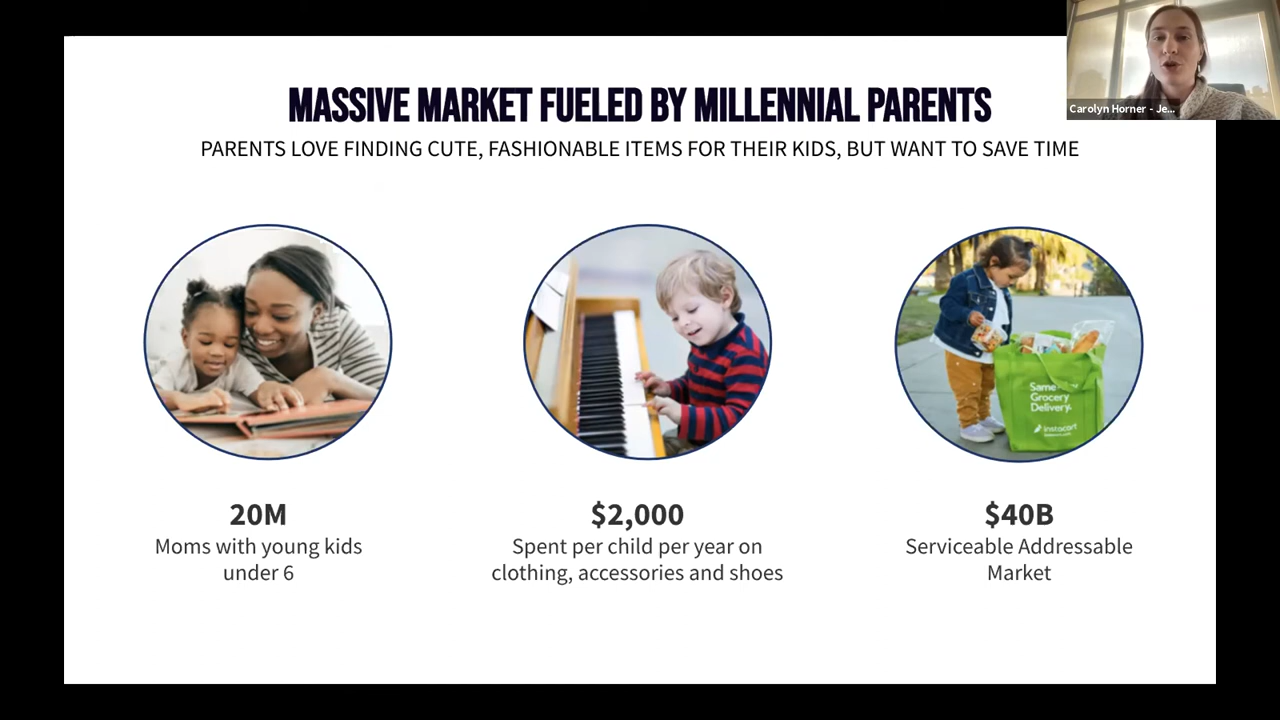 MASSIVE MARKET FUELED BY MILLENNIAL PARENTS
PARENTS LOVE FINDING CUTE, FASHIONABLE ITEMS FOR THEIR KIDS, BUT WANT TO SAVE TIME
Carolyn Horner - Je...
Same-Day
Grocery
Delivery.
instacart
20M
Moms with young kids
under 6
$2,000
Spent per child per year on
clothing, accessories and shoes
$40B
Serviceable Addressable
Market